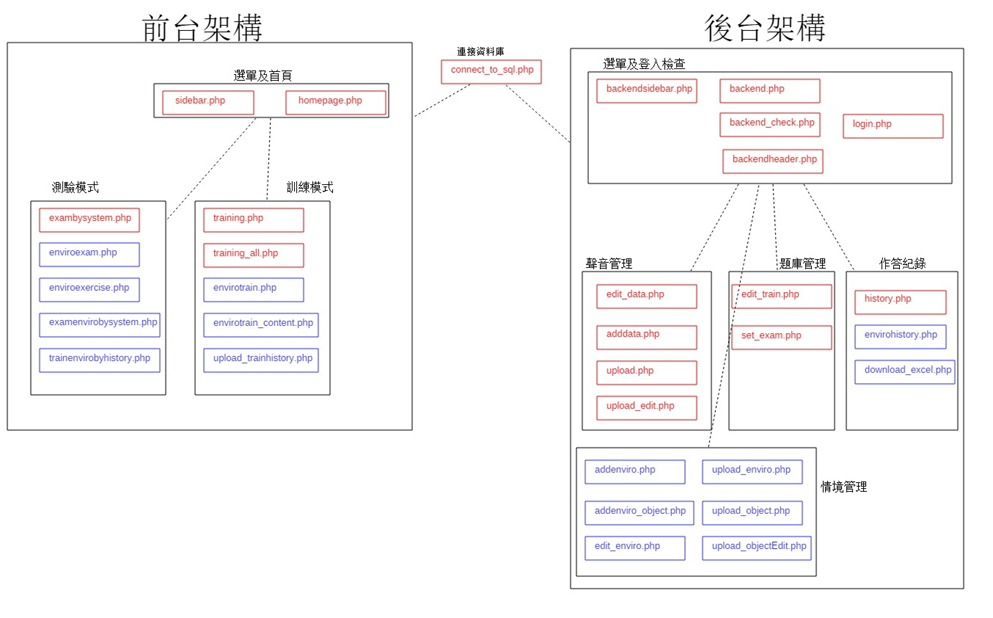 前台架構
選單及首頁
sidebar.php
homepage.php
測驗模式
exambysystem.php
enviroexam.php
enviroexercise.php
examenvirobysystem.php
trainenvirobyhistory.php
訓練模式
training.php
training_all.php
envirotrain.php
envirotrain_content.php
upload_trainhistory.php
連接資料庫
connect_to_sql.php
後台架構
選單及登入檢查
backendsidebar.php
backend.php
backend_check.php
login.php
backendheader.php
聲音管理
edit_data.php
adddata.php
upload.php
upload_edit.php
題庫管理
edit_train.php
set_exam.php
作答紀錄
history.php
envirohistory.php
download_excel.php
情境管理
addenviro.php
upload_enviro.php
addenviro_object.php
upload_object.php
edit_enviro.php
upload_objectEdit.php